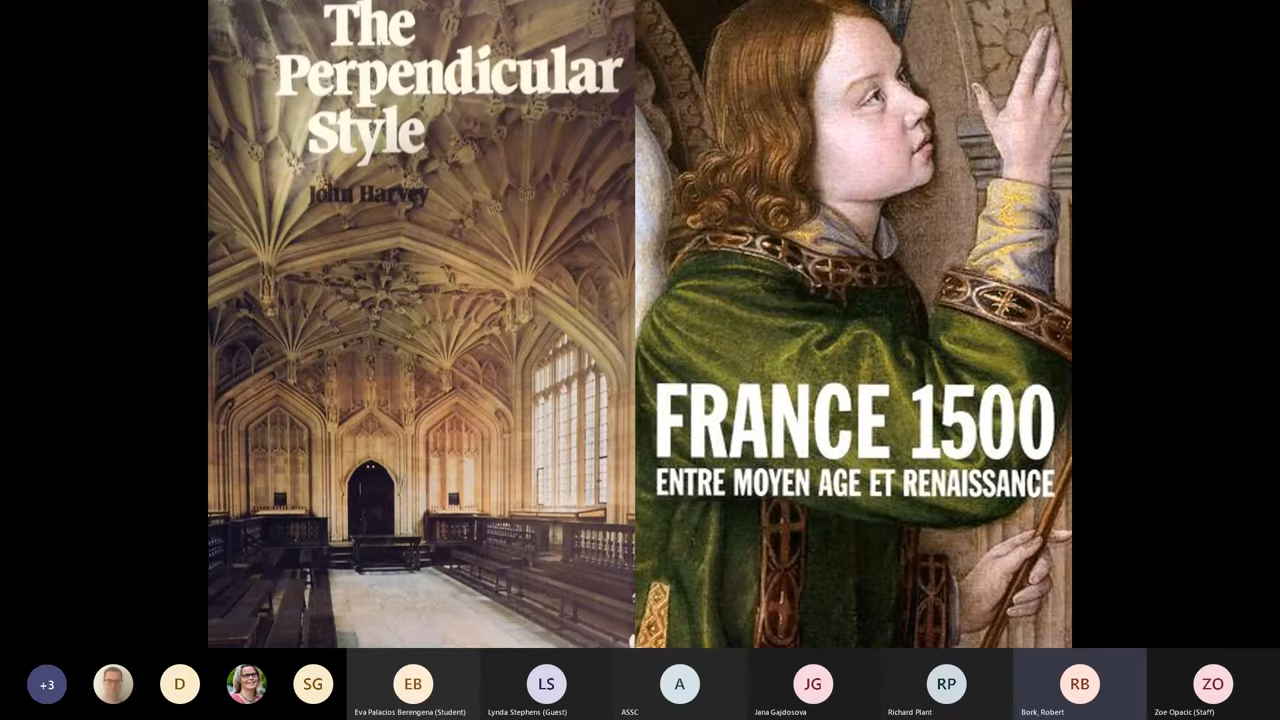 The
Perpendicular
Style
John Harvey
FRANCE 1500
ENTRE MOYEN AGE ET RENAISSANCE
+3
D
SG
EB
LS
A
JG
RP
RB
ZO
Eva Palacios Berengena (Student)
Lynda Stephens (Guest)
ASSC
Jana Gajdosova
Richard Plant
Bork, Robert
Zoe Opacic (Staff)